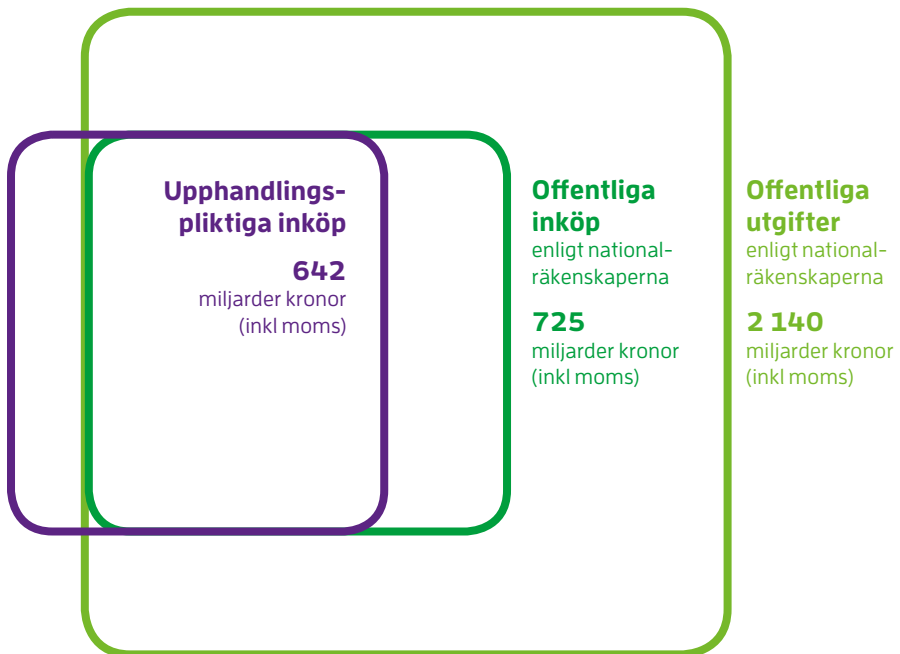 Upphandlings-
pliktiga inköp
642
miljarder kronor
(inkl moms)
Offentliga
inköp
enligt national-
räkenskaperna
725
miljarder kronor
(inkl moms)
Offentliga
utgifter
enligt national-
räkenskaperna
2 140
miljarder kronor
(inkl moms)